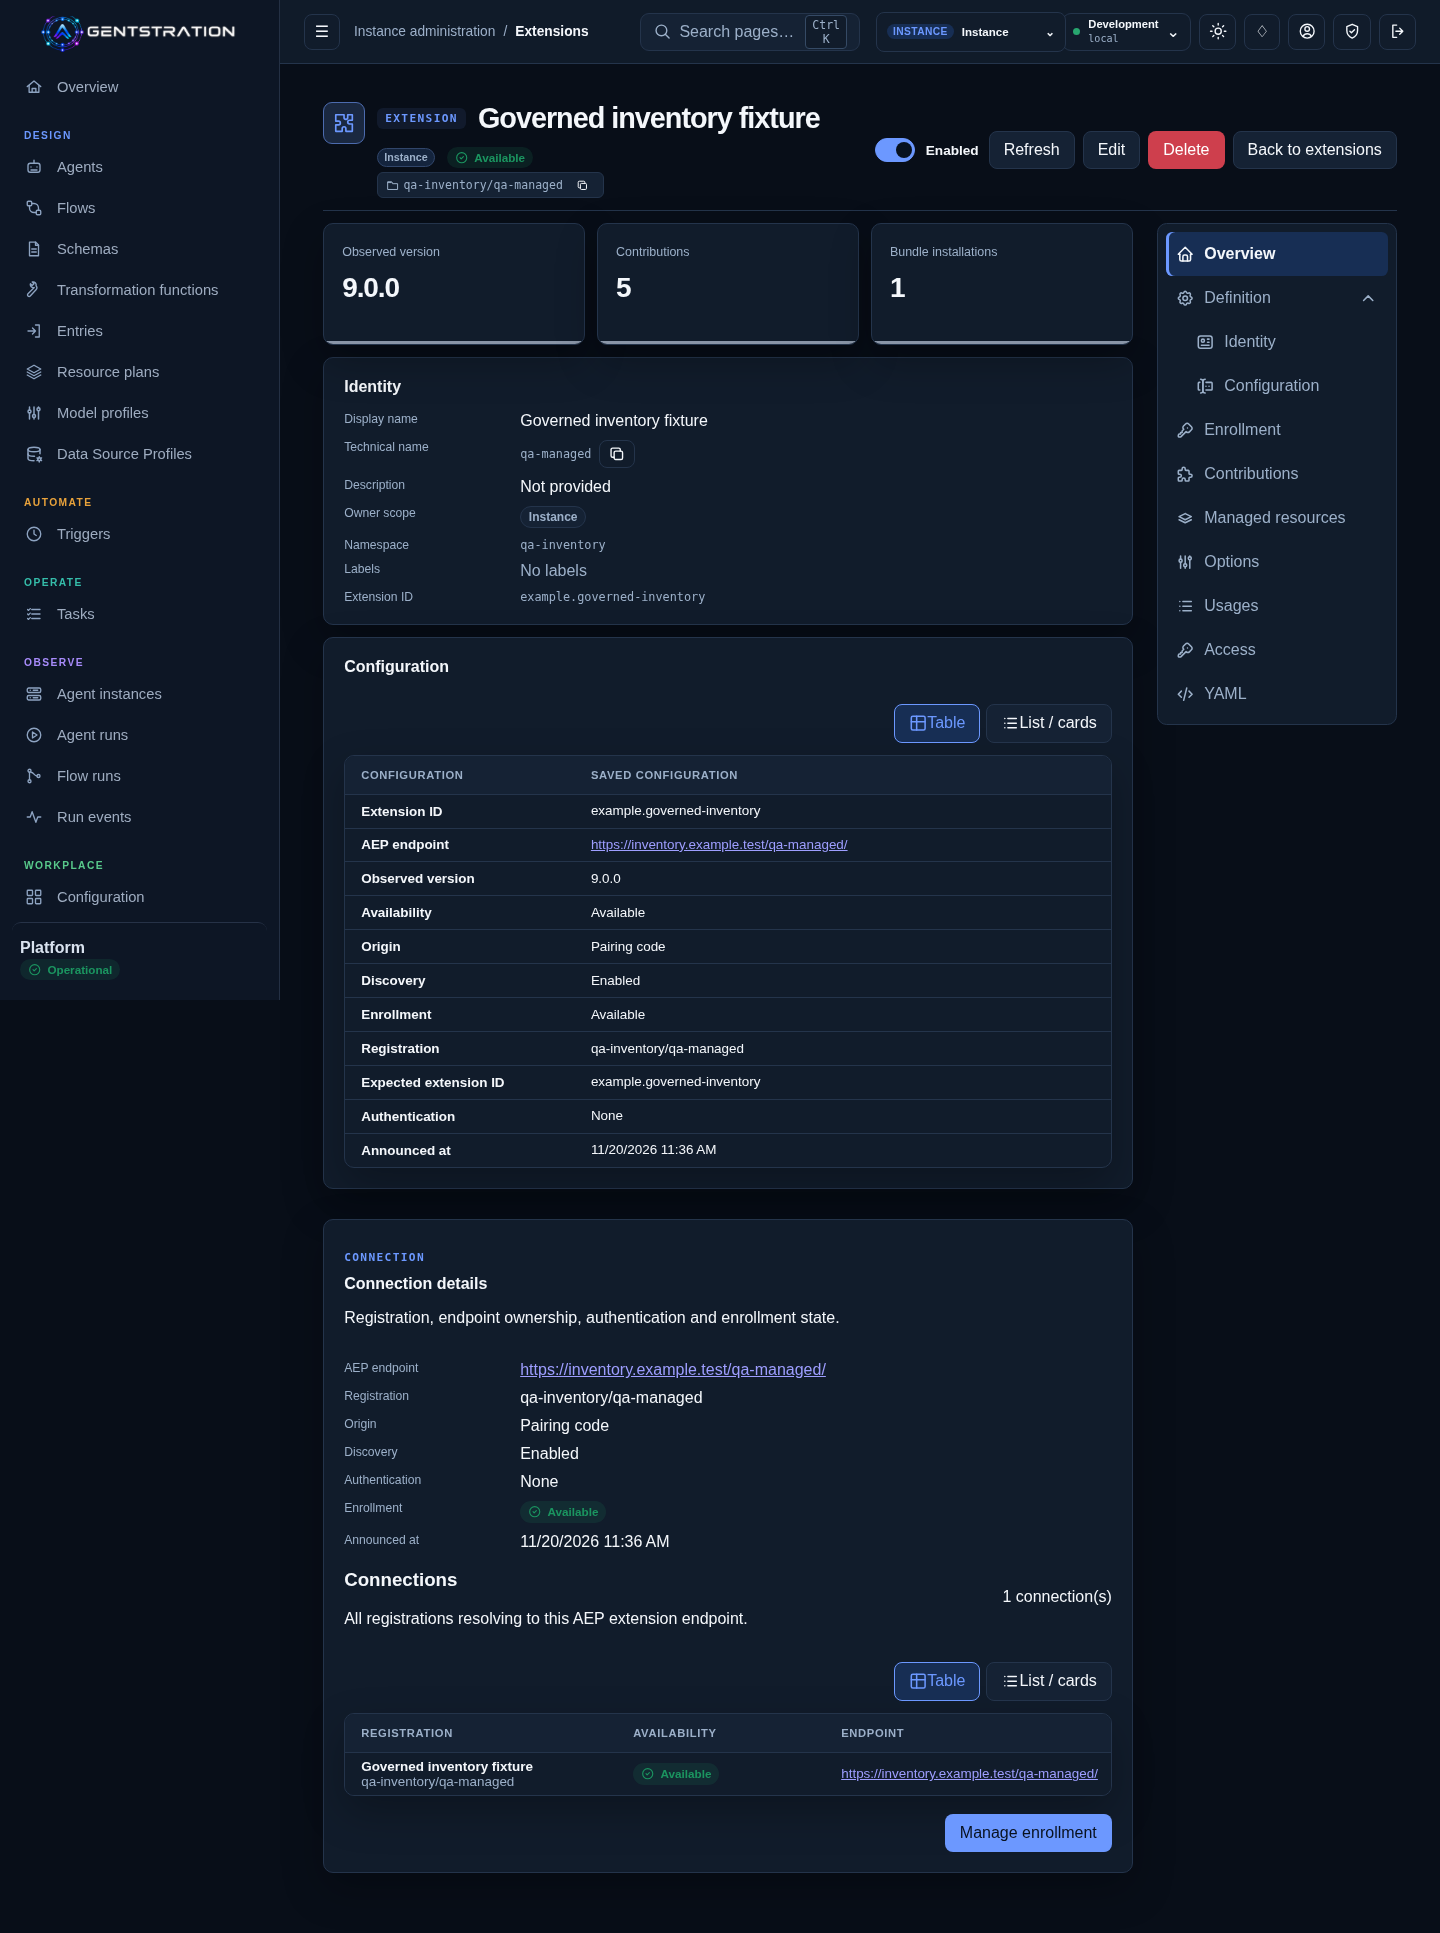 GENTSTRATION
Overview
DESIGN
Agents
Flows
Schemas
Transformation functions
Entries
Resource plans
Model profiles
Data Source Profiles
AUTOMATE
Triggers
OPERATE
Tasks
OBSERVE
Agent instances
Agent runs
Flow runs
Run events
WORKPLACE
Configuration
Platform
Operational
Instance administration / Extensions
Search pages…
Ctrl
K
INSTANCE Instance
Development
local
EXTENSION Governed inventory fixture
Instance Available
qa-inventory/qa-managed
Enabled Refresh Edit Delete Back to extensions
Observed version
9.0.0
Contributions
5
Bundle installations
1
Identity
Display name Governed inventory fixture
Technical name qa-managed
Description Not provided
Owner scope Instance
Namespace qa-inventory
Labels No labels
Extension ID example.governed-inventory
Configuration
Table List / cards
CONFIGURATION SAVED CONFIGURATION
Extension ID example.governed-inventory
AEP endpoint https://inventory.example.test/qa-managed/
Observed version 9.0.0
Availability Available
Origin Pairing code
Discovery Enabled
Enrollment Available
Registration qa-inventory/qa-managed
Expected extension ID example.governed-inventory
Authentication None
Announced at 11/20/2026 11:36 AM
CONNECTION
Connection details
Registration, endpoint ownership, authentication and enrollment state.
AEP endpoint https://inventory.example.test/qa-managed/
Registration qa-inventory/qa-managed
Origin Pairing code
Discovery Enabled
Authentication None
Enrollment Available
Announced at 11/20/2026 11:36 AM
Connections
1 connection(s)
All registrations resolving to this AEP extension endpoint.
Table List / cards
REGISTRATION AVAILABILITY ENDPOINT
Governed inventory fixture
qa-inventory/qa-managed
Available
https://inventory.example.test/qa-managed/
Manage enrollment
Overview
Definition
Identity
Configuration
Enrollment
Contributions
Managed resources
Options
Usages
Access
YAML